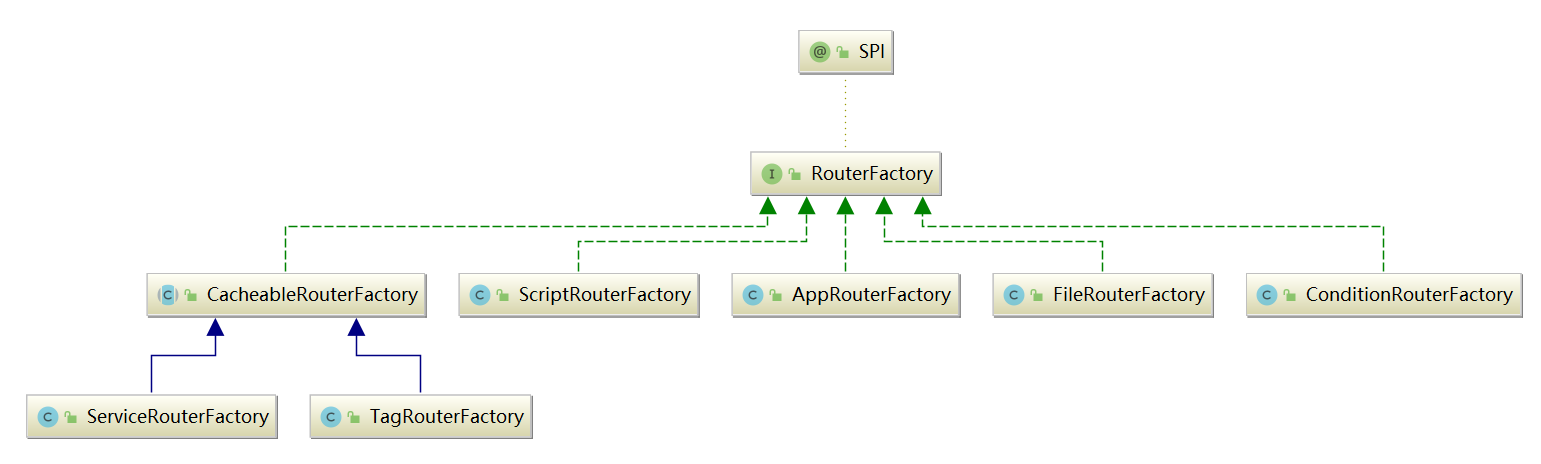 @ SPI
I RouterFactory
C CacheableRouterFactory
C ScriptRouterFactory
C AppRouterFactory
C FileRouterFactory
C ConditionRouterFactory
C ServiceRouterFactory
C TagRouterFactory